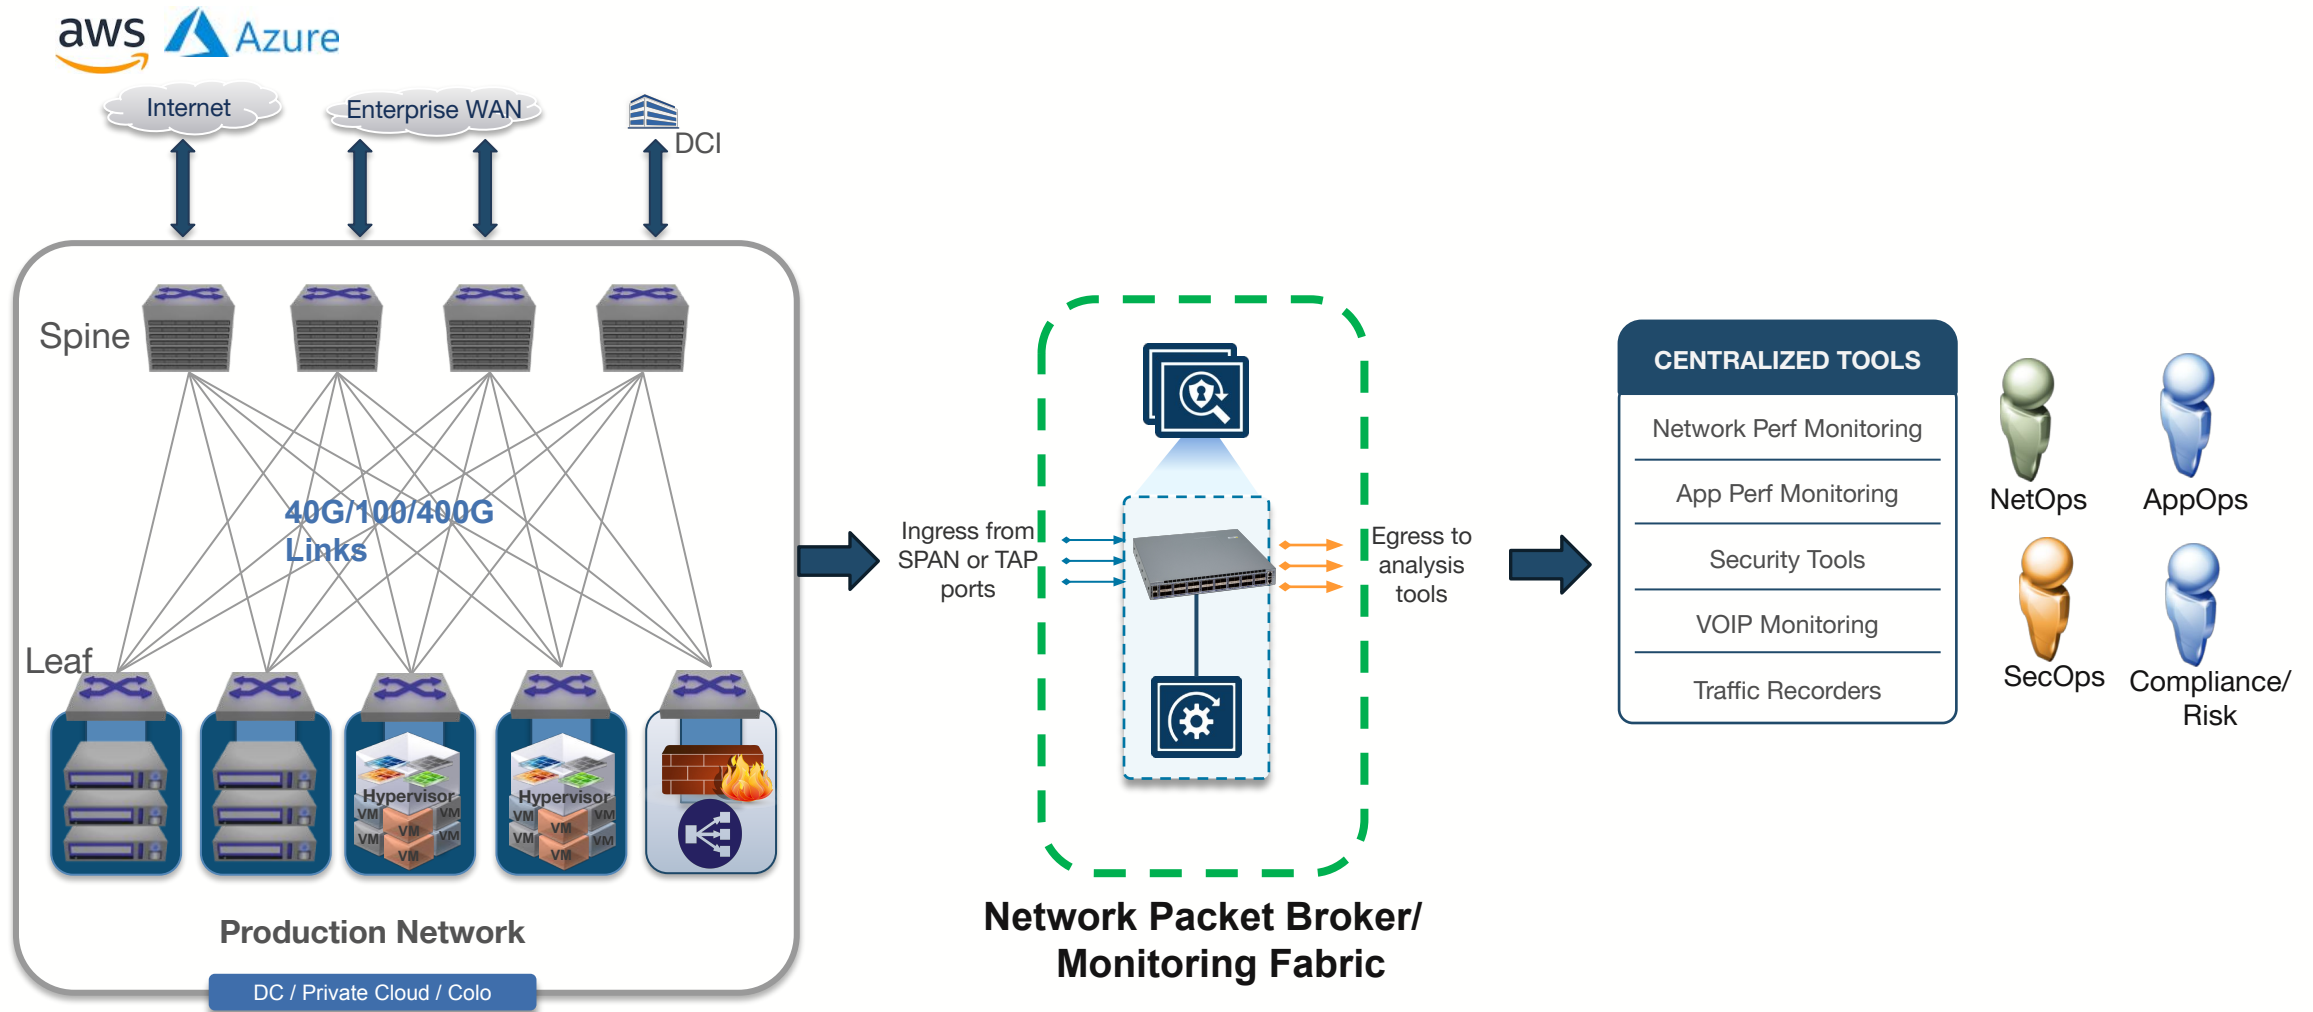 aws Azure
Internet
Enterprise WAN
DCI
Spine
40G/100/400G
Links
Leaf
Hypervisor
VM VM VM
VM VM VM
Hypervisor
VM VM VM
VM VM VM
Production Network
DC / Private Cloud / Colo
Ingress from
SPAN or TAP
ports
Egress to
analysis
tools
Network Packet Broker/
Monitoring Fabric
CENTRALIZED TOOLS
Network Perf Monitoring
App Perf Monitoring
Security Tools
VOIP Monitoring
Traffic Recorders
NetOps
AppOps
SecOps
Compliance/
Risk